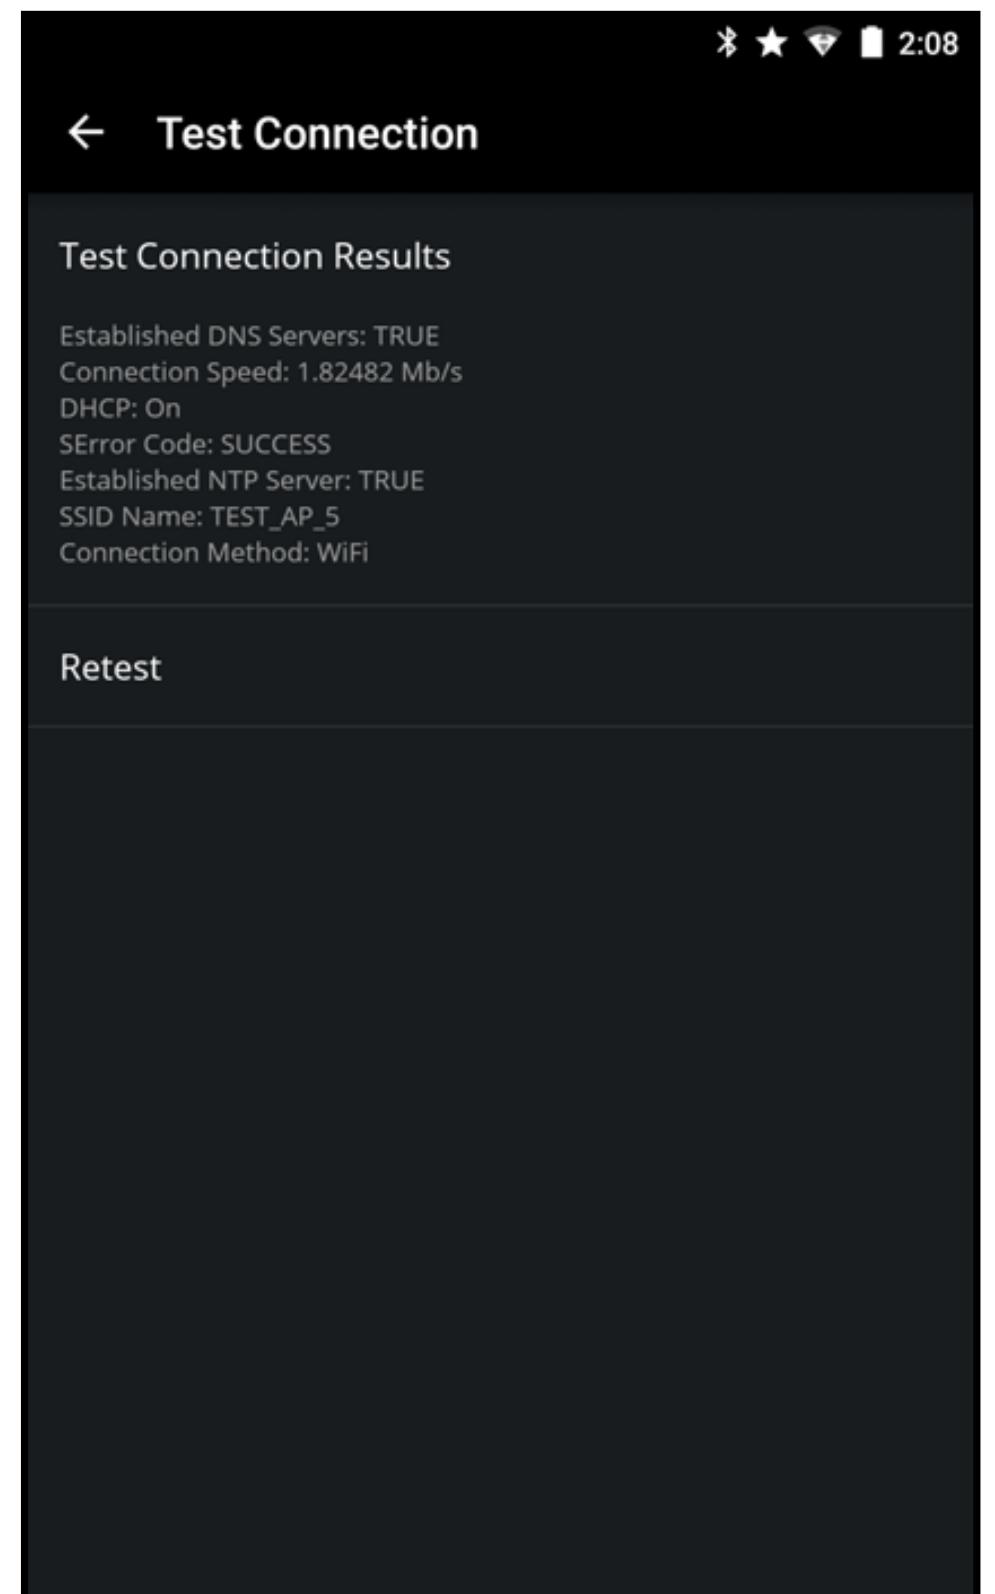 2:08
Test Connection
Test Connection Results
Established DNS Servers: TRUE
Connection Speed: 1.82482 Mb/s
DHCP: On
SError Code: SUCCESS
Established NTP Server: TRUE
SSID Name: TEST_AP_5
Connection Method: WiFi
Retest